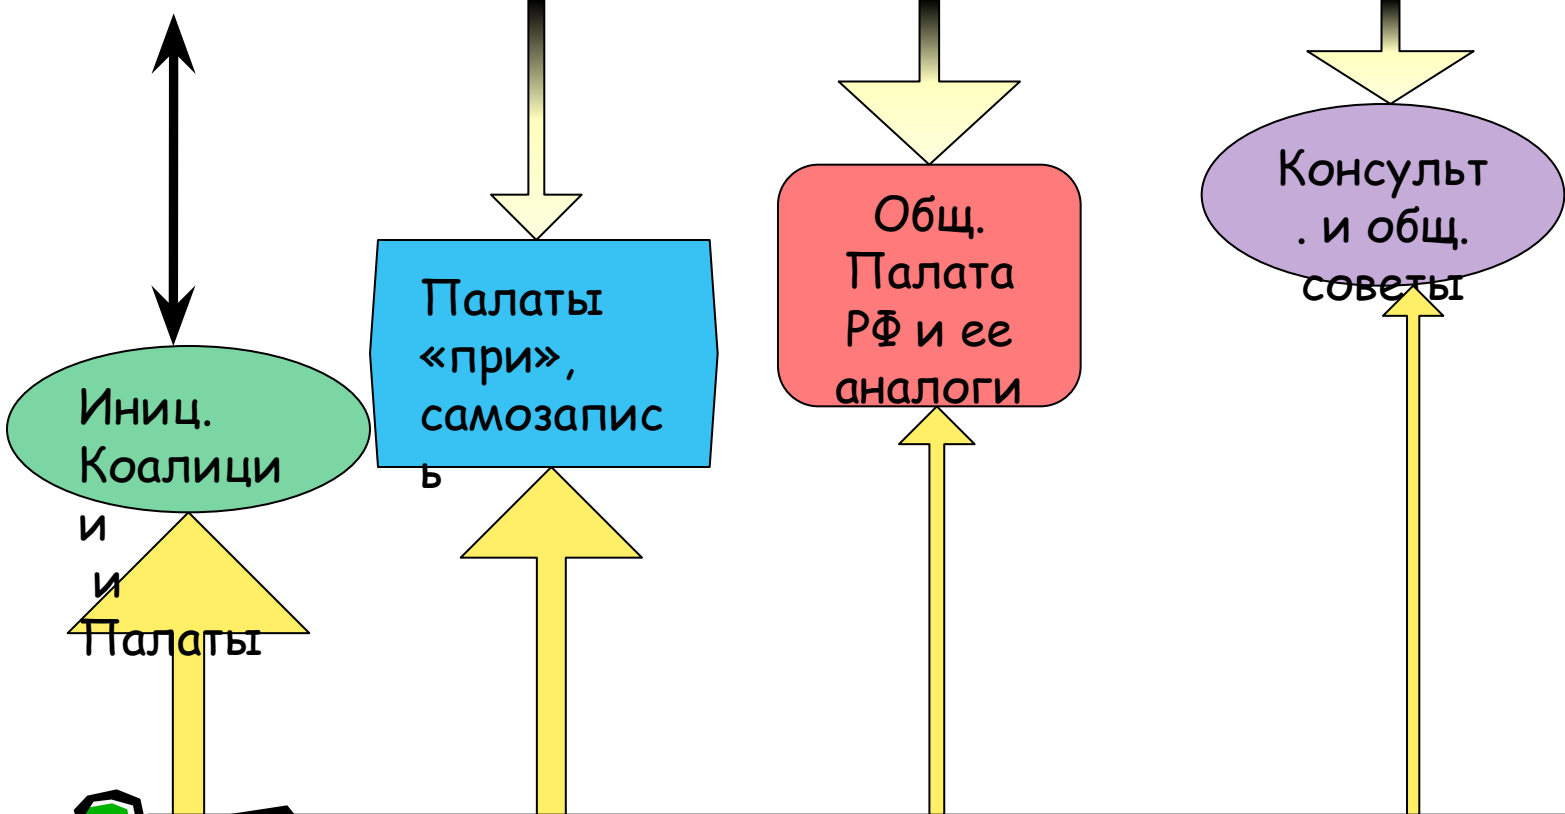 Иниц.
Коалици
и
и
Палаты
Палаты
«при»,
самозапис
ь
Общ.
Палата
РФ и ее
аналоги
Консульт
. и общ.
советы